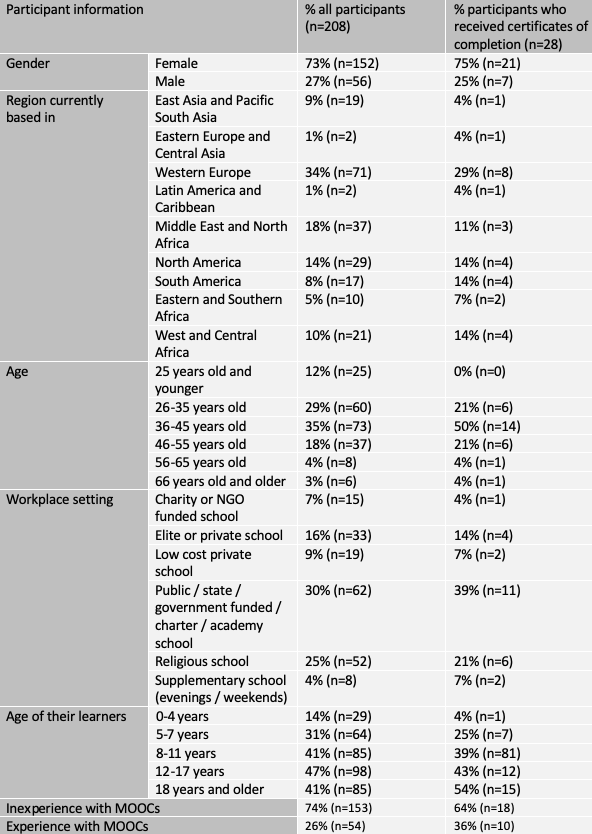 Participant information % all participants % participants who
(n=208) received certificates of
completion (n=28)
Gender Female 73% (n=152) 75% (n=21)
Male 27% (n=56) 25% (n=7)
Region currently East Asia and Pacific 9% (n=19) 4% (n=1)
based in South Asia
Eastern Europe and 1% (n=2) 4% (n=1)
Central Asia
Western Europe 34% (n=71) 29% (n=8)
Latin America and 1% (n=2) 4% (n=1)
Caribbean
Middle East and North 18% (n=37) 11% (n=3)
Africa
North America 14% (n=29) 14% (n=4)
South America 8% (n=17) 14% (n=4)
Eastern and Southern 5% (n=10) 7% (n=2)
Africa
West and Central 10% (n=21) 14% (n=4)
Africa
Age 25 years old and 12% (n=25) 0% (n=0)
younger
26-35 years old 29% (n=60) 21% (n=6)
36-45 years old 35% (n=73) 50% (n=14)
46-55 years old 18% (n=37) 21% (n=6)
56-65 years old 4% (n=8) 4% (n=1)
66 years old and older 3% (n=6) 4% (n=1)
Workplace setting Charity or NGO 7% (n=15) 4% (n=1)
funded school
Elite or private school 16% (n=33) 14% (n=4)
Low cost private 9% (n=19) 7% (n=2)
school
Public / state / 30% (n=62) 39% (n=11)
government funded /
charter / academy
school
Religious school 25% (n=52) 21% (n=6)
Supplementary school 4% (n=8) 7% (n=2)
(evenings / weekends)
Age of their learners 0-4 years 14% (n=29) 4% (n=1)
5-7 years 31% (n=64) 25% (n=7)
8-11 years 41% (n=85) 39% (n=81)
12-17 years 47% (n=98) 43% (n=12)
18 years and older 41% (n=85) 54% (n=15)
Inexperience with MOOCs 74% (n=153) 64% (n=18)
Experience with MOOCs 26% (n=54) 36% (n=10)